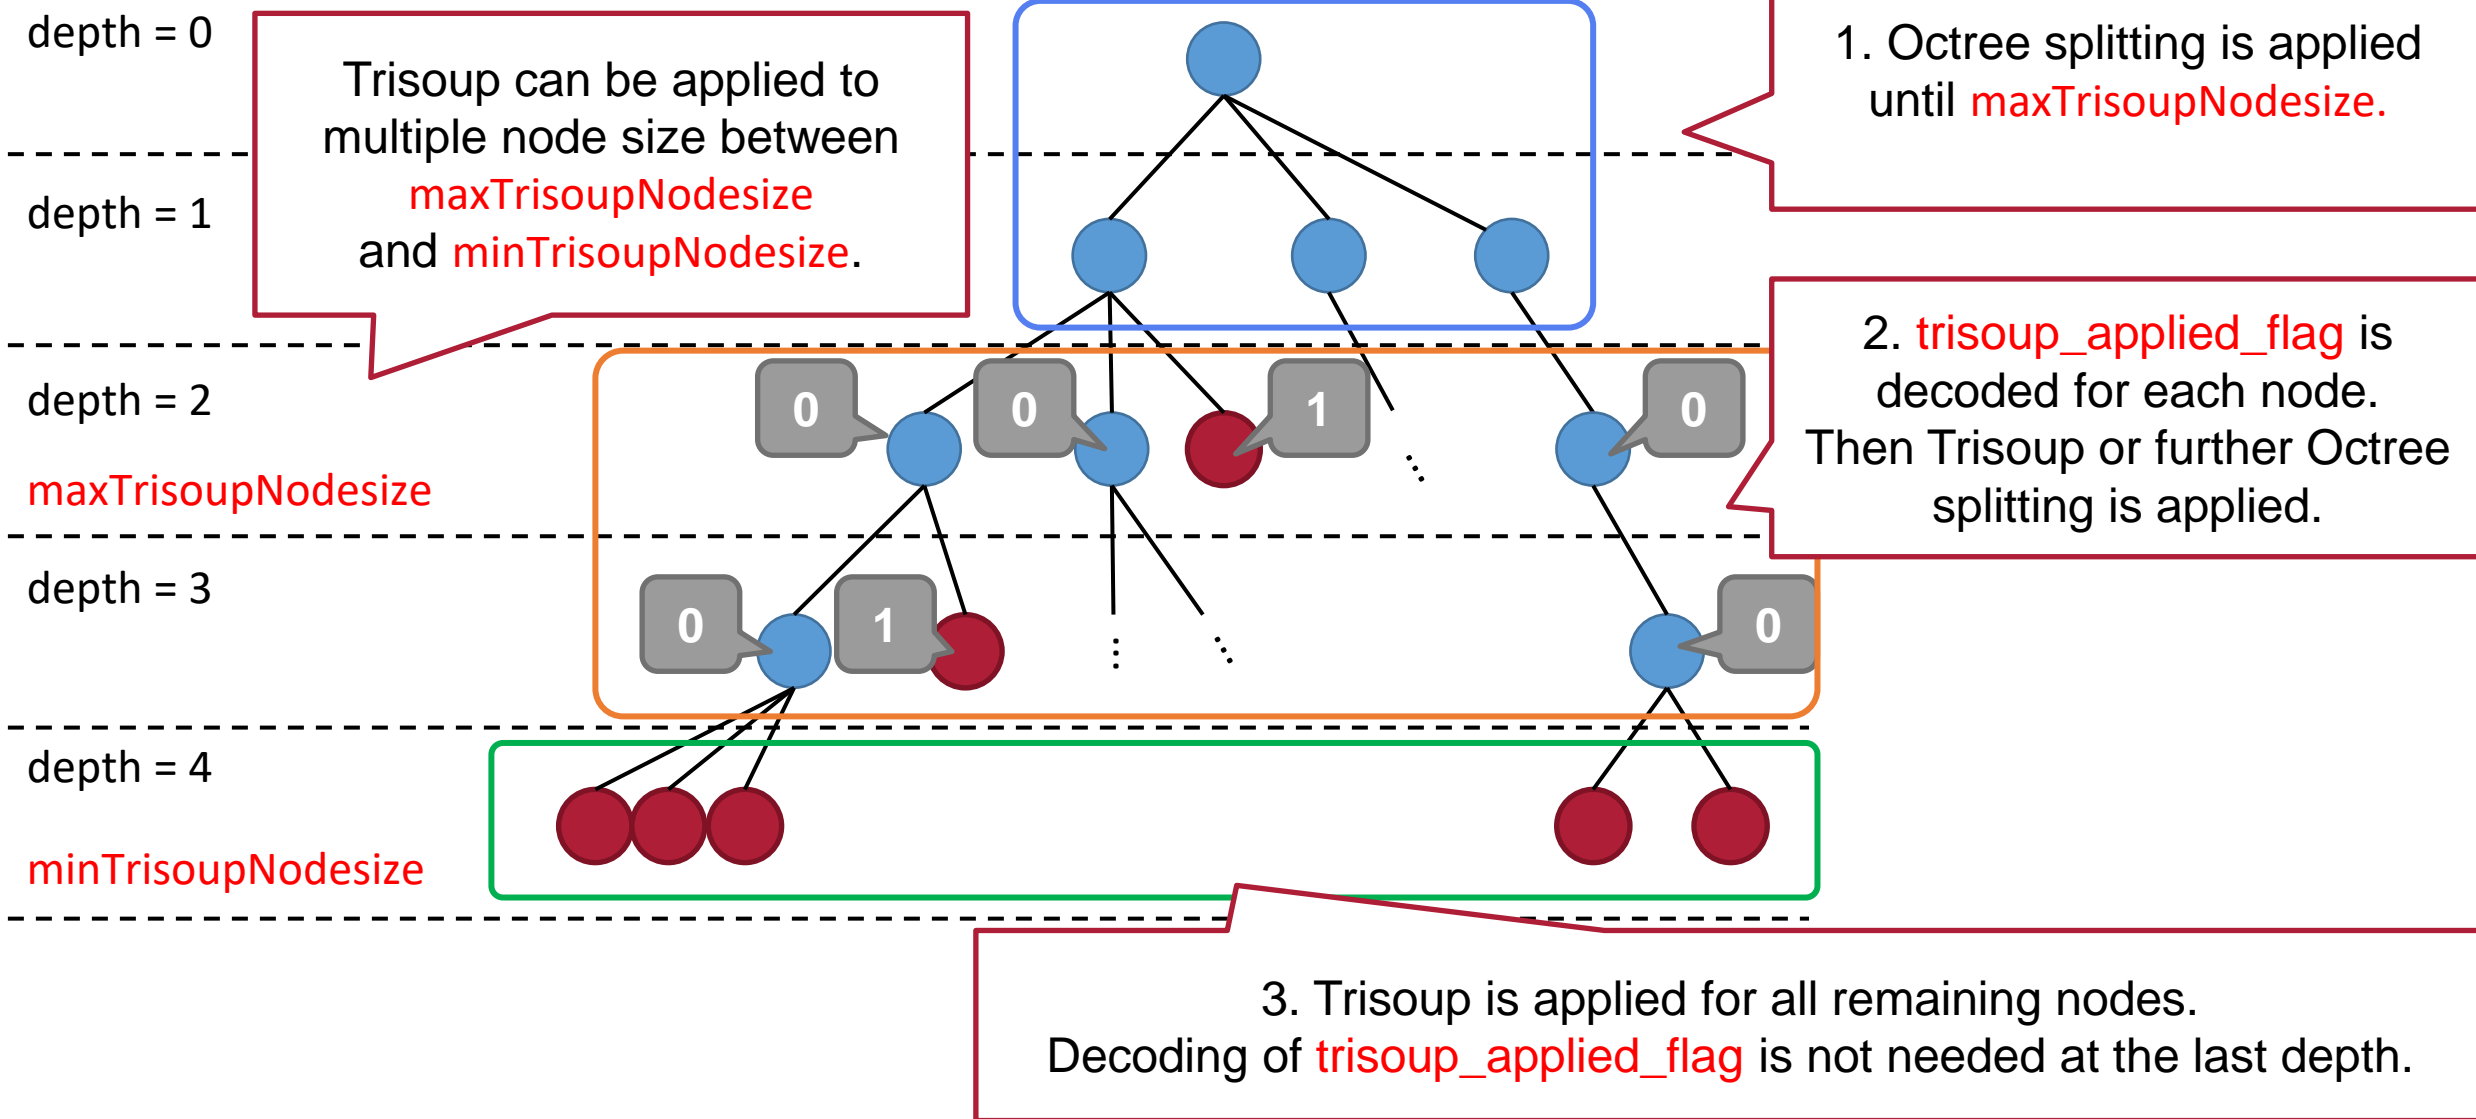 depth = 0
Trisoup can be applied to
multiple node size between
maxTrisoupNodesize
and minTrisoupNodesize.
1. Octree splitting is applied
until maxTrisoupNodesize.
depth = 1
2. trisoup_applied_flag is
decoded for each node.
Then Trisoup or further Octree
splitting is applied.
depth = 2
0
0
1
...
0
maxTrisoupNodesize
depth = 3
0
1
...
...
0
depth = 4
minTrisoupNodesize
3. Trisoup is applied for all remaining nodes.
Decoding of trisoup_applied_flag is not needed at the last depth.